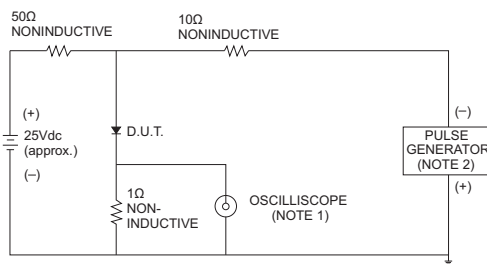 50Ω
NONINDUCTIVE
10Ω
NONINDUCTIVE
(+)
25Vdc
(approx.)
(–)
D.U.T.
1Ω
NON-
INDUCTIVE
OSCILLISCOPE
(NOTE 1)
(–)
PULSE
GENERATOR
(NOTE 2)
(+)